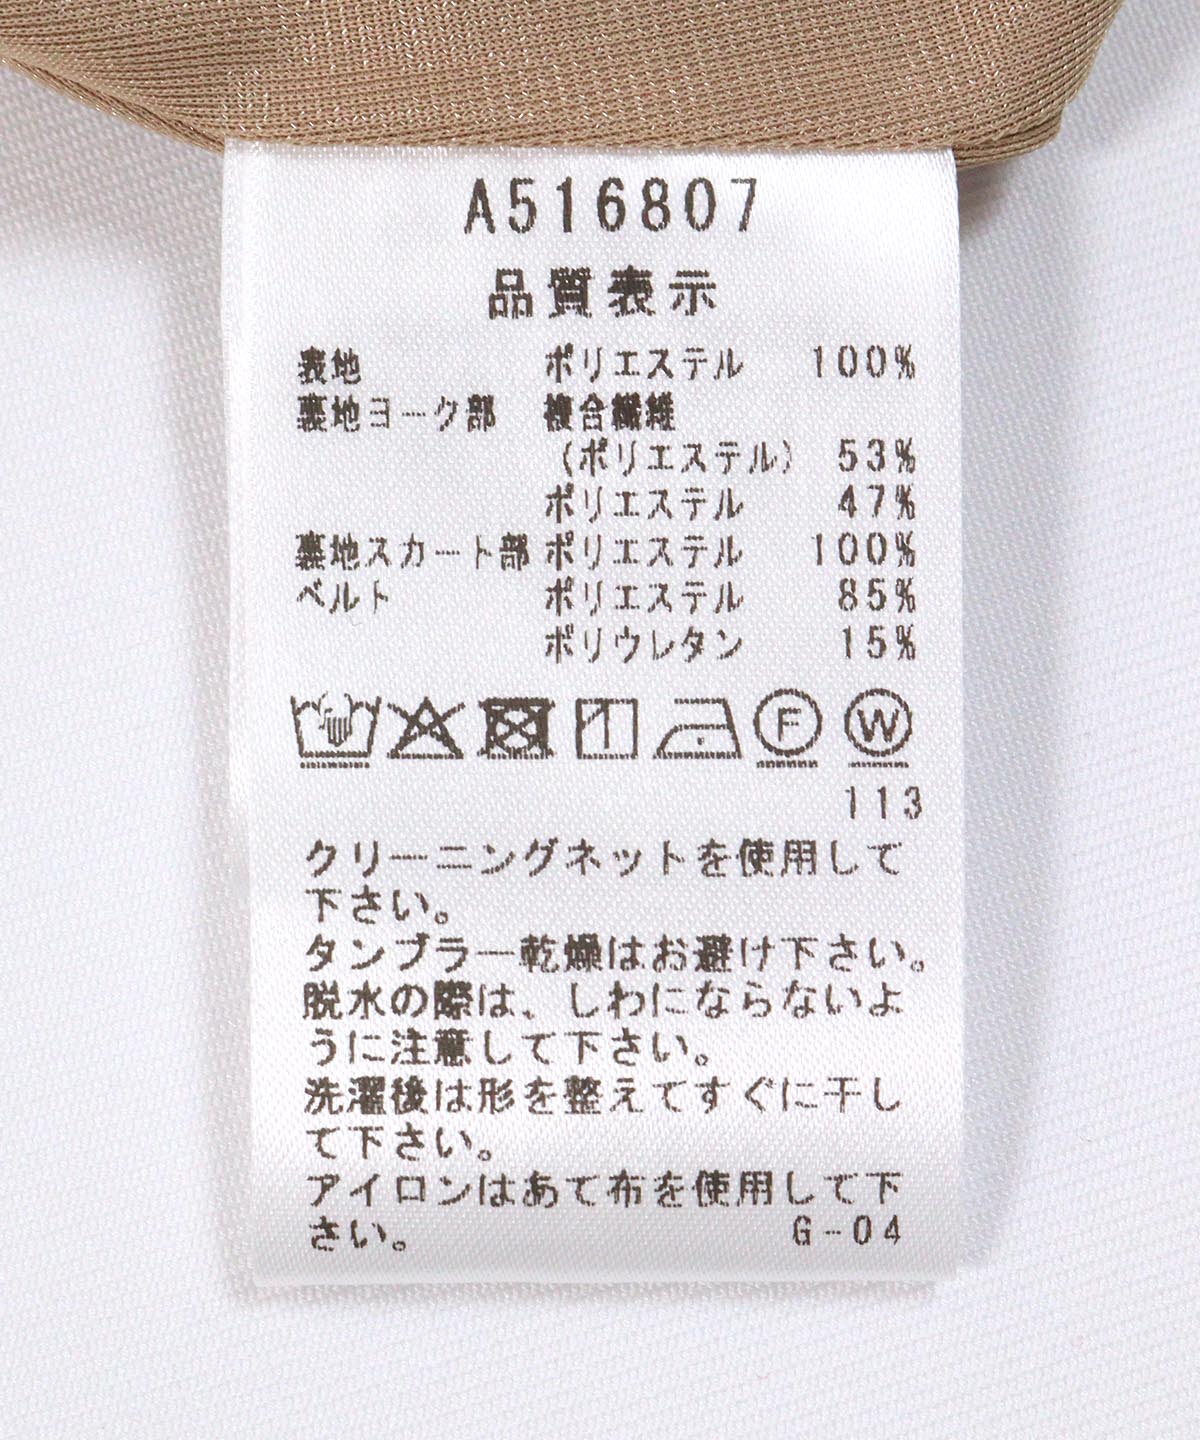 A516807
品質表示
表地 ポリエステル 100%
裏地ヨーク部 複合繊維
(ポリエステル) 53%
ポリエステル 47%
裏地スカート部 ポリエステル 100%
ベルト ポリエステル 85%
ポリウレタン 15%
F W
113
クリーニングネットを使用して
下さい。
タンブラー乾燥はお避け下さい。
脱水の際は、しわにならないよ
うに注意して下さい。
洗濯後は形を整えてすぐに干し
て下さい。
アイロンはあて布を使用して下
さい。 G-04